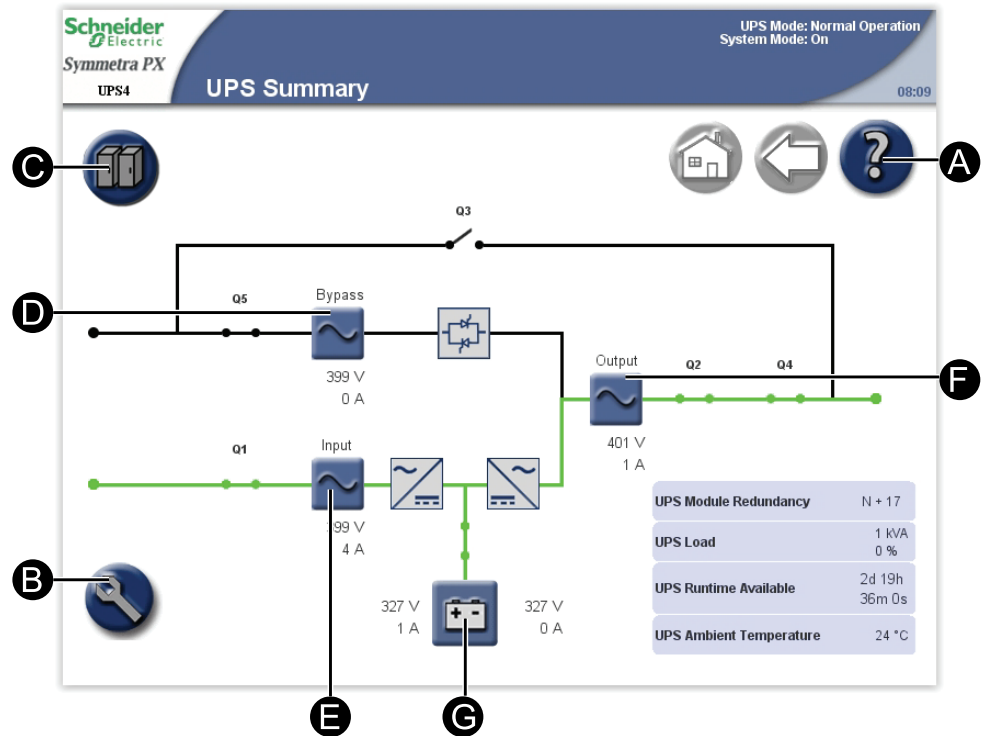 Schneider
Electric
Symmetra PX
UPS4
UPS Summary
UPS Mode: Normal Operation
System Mode: On
08:09
C
?
A
Q3
Q5
Bypass
D
399 V
0 A
Output
Q2
Q4
F
401 V
1 A
Q1
Input
E
399 V
4 A
B
327 V
1 A
+ -
327 V
0 A
G
UPS Module Redundancy N + 17
UPS Load 1 kVA
0 %
UPS Runtime Available 2d 19h
36m 0s
UPS Ambient Temperature 24 °C